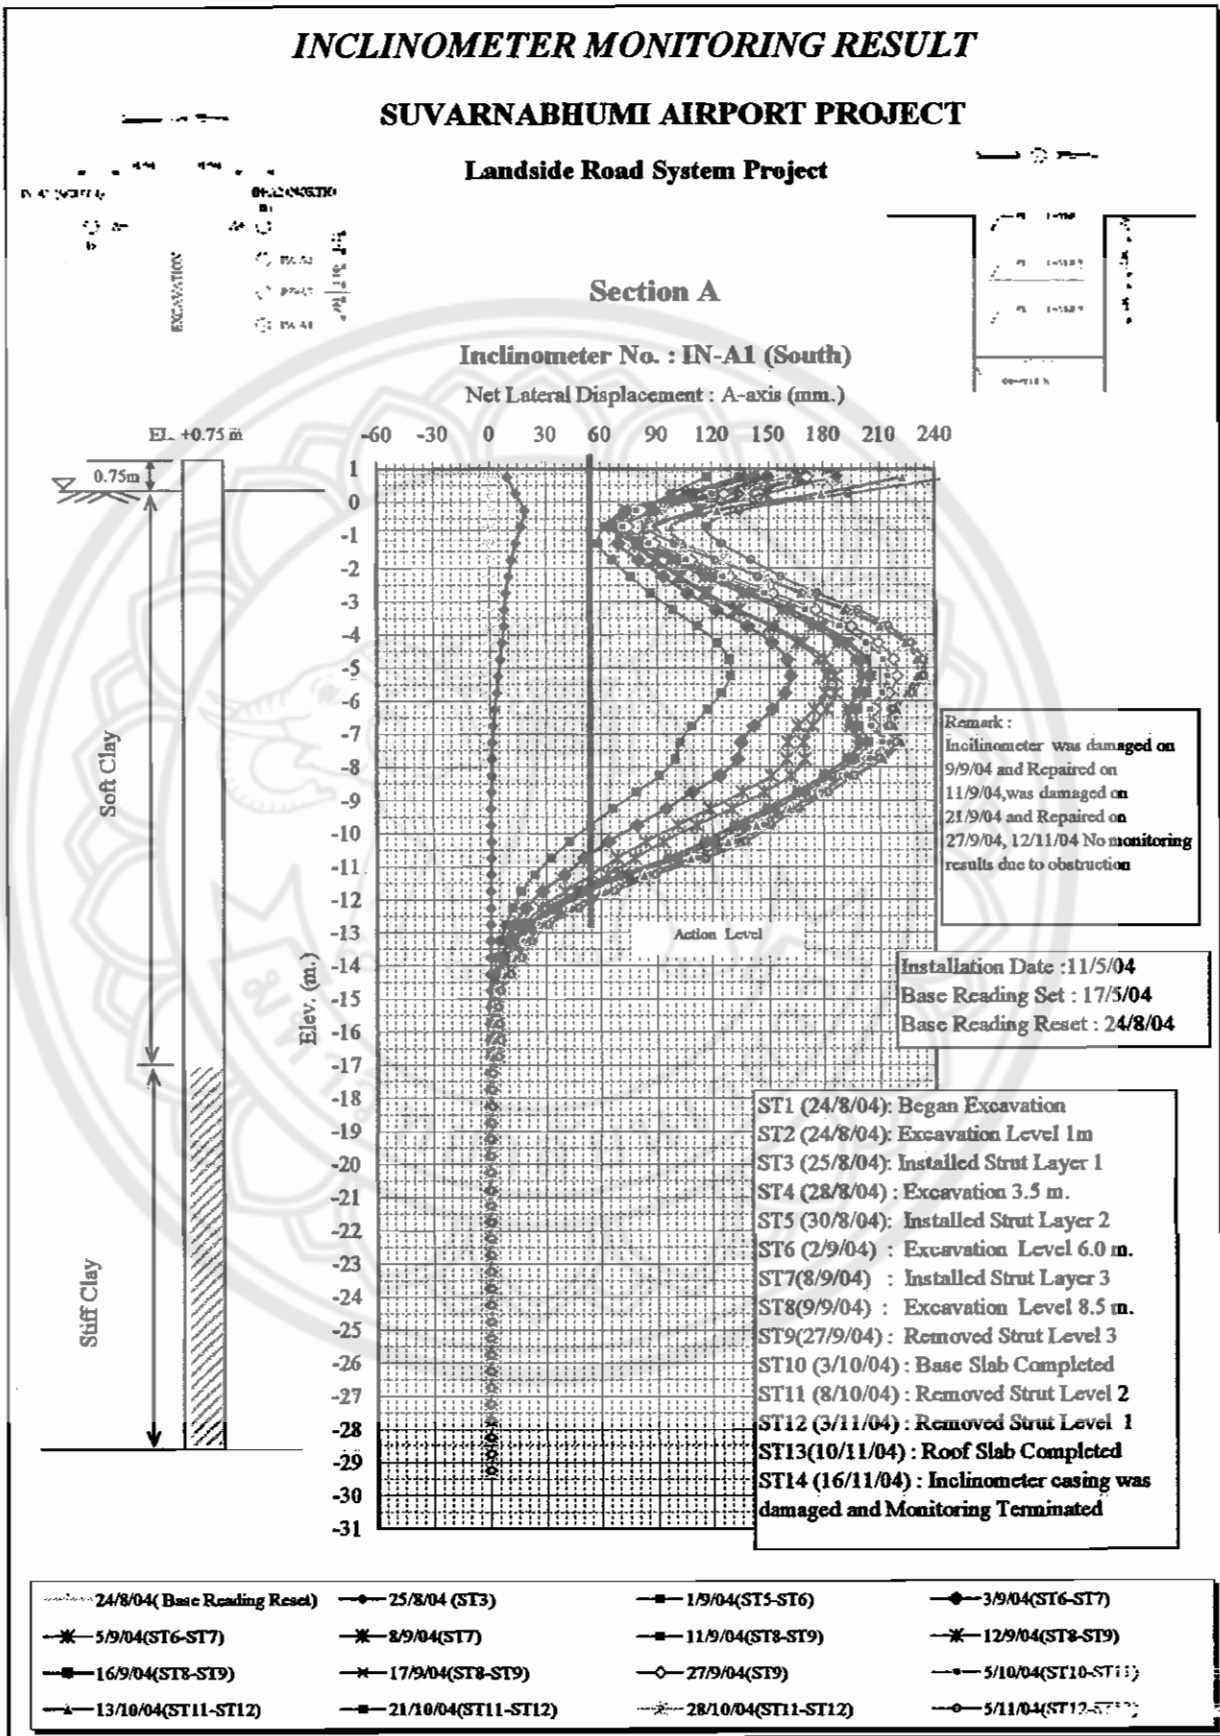 INCLINOMETER MONITORING RESULT
SUVARNABHUMI AIRPORT PROJECT
Landside Road System Project
EXCAVATION
Section A
Inclinometer No. : IN-A1 (South)
Net Lateral Displacement : A-axis (mm.)
EL. +0.75 m
-60 -30 0 30 60 90 120 150 180 210 240
0.75m
1
0
-1
-2
-3
-4
-5
-6
-7
-8
-9
-10
-11
-12
-13
-14
-15
-16
-17
-18
-19
-20
-21
-22
-23
-24
-25
-26
-27
-28
-29
-30
-31
Elev. (m.)
Soft Clay
Stiff Clay
Action Level
Remark :
Incilinometer was damaged on
9/9/04 and Repaired on
11/9/04,was damaged on
21/9/04 and Repaired on
27/9/04, 12/11/04 No monitoring
results due to obstruction
Installation Date :11/5/04
Base Reading Set : 17/5/04
Base Reading Reset : 24/8/04
ST1 (24/8/04): Began Excavation
ST2 (24/8/04): Excavation Level 1m
ST3 (25/8/04): Installed Strut Layer 1
ST4 (28/8/04) : Excavation 3.5 m.
ST5 (30/8/04): Installed Strut Layer 2
ST6 (2/9/04) : Excavation Level 6.0 m.
ST7(8/9/04) : Installed Strut Layer 3
ST8(9/9/04) : Excavation Level 8.5 m.
ST9(27/9/04) : Removed Strut Level 3
ST10 (3/10/04) : Base Slab Completed
ST11 (8/10/04) : Removed Strut Level 2
ST12 (3/11/04) : Removed Strut Level 1
ST13(10/11/04) : Roof Slab Completed
ST14 (16/11/04) : Inclinometer casing was
damaged and Monitoring Terminated
24/8/04( Base Reading Reset) 25/8/04 (ST3) 1/9/04(ST5-ST6) 3/9/04(ST6-ST7)
5/9/04(ST6-ST7) 8/9/04(ST7) 11/9/04(ST8-ST9) 12/9/04(ST8-ST9)
16/9/04(ST8-ST9) 17/9/04(ST8-ST9) 27/9/04(ST9) 5/10/04(ST10-ST11)
13/10/04(ST11-ST12) 21/10/04(ST11-ST12) 28/10/04(ST11-ST12) 5/11/04(ST12-ST13)